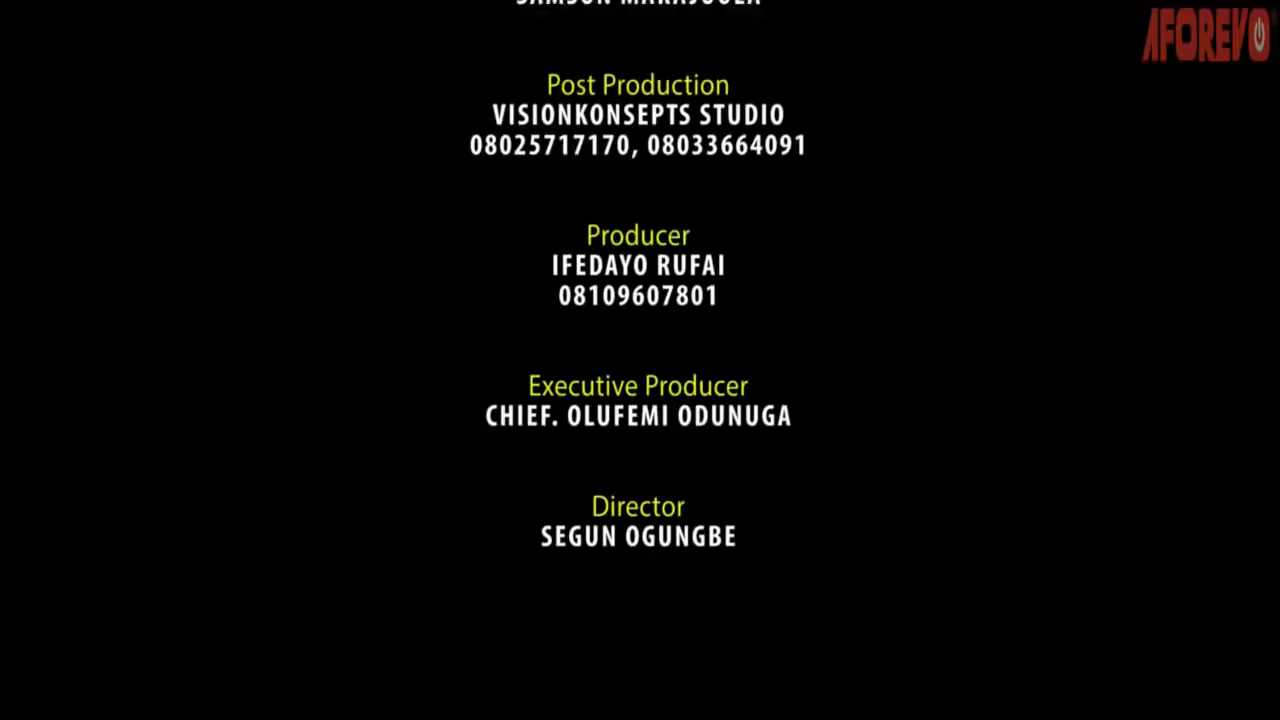 AFOREVO
Post Production
VISIONKONSEPTS STUDIO
08025717170, 08033664091
Producer
IFEDAYO RUFAI
08109607801
Executive Producer
CHIEF. OLUFEMI ODUNUGA
Director
SEGUN OGUNGBE